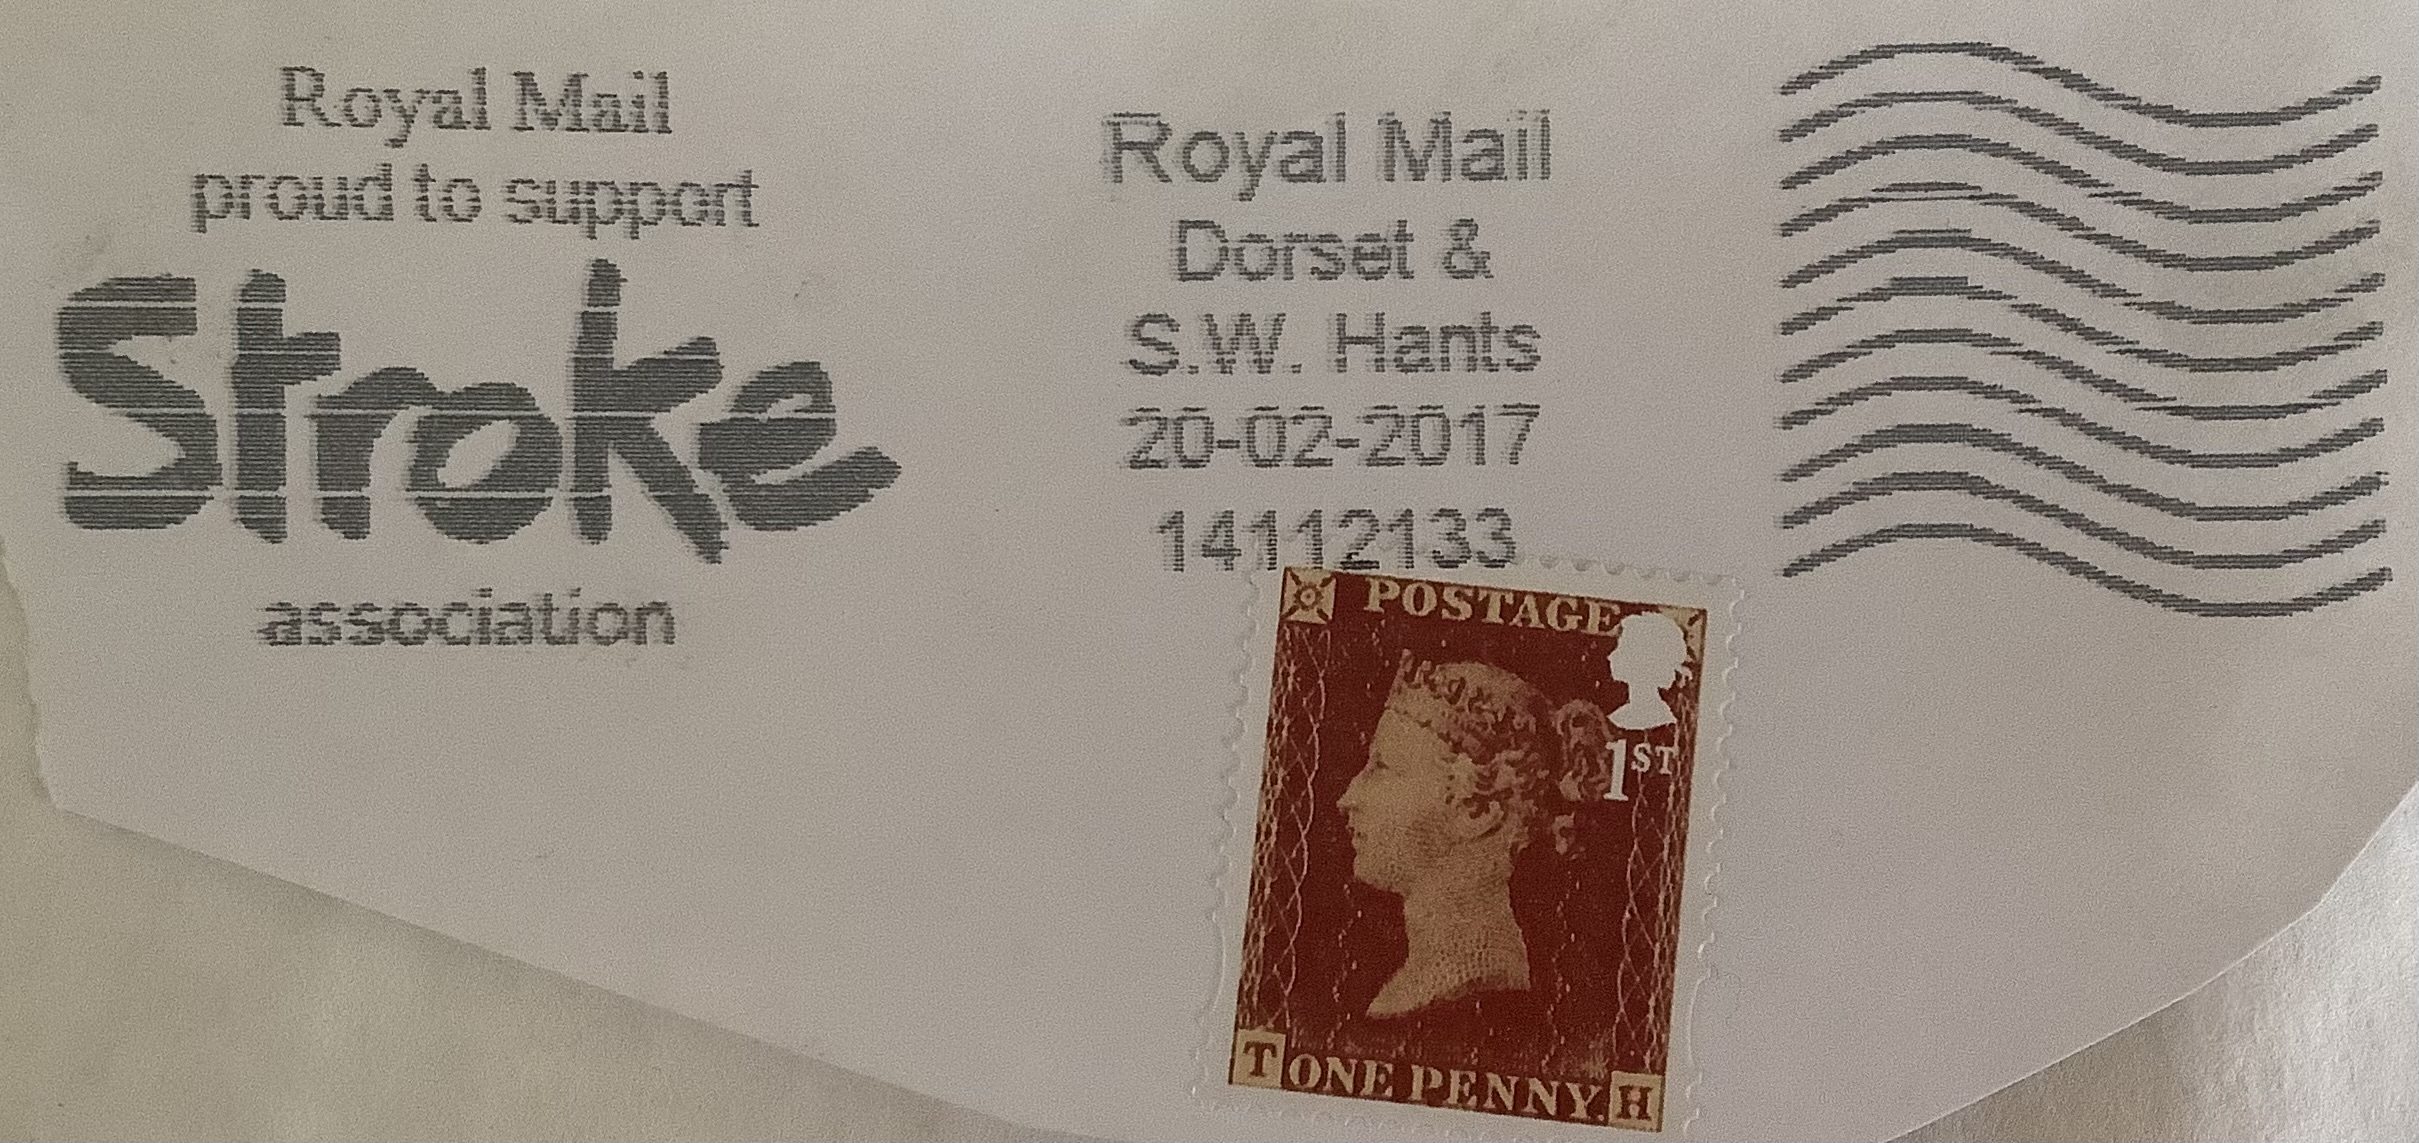 Royal Mail
proud to support
Stroke
association
Royal Mail
Dorset &
S.W. Hants
20-02-2017
14112133
POSTAGE
1ST
T ONE PENNY. H